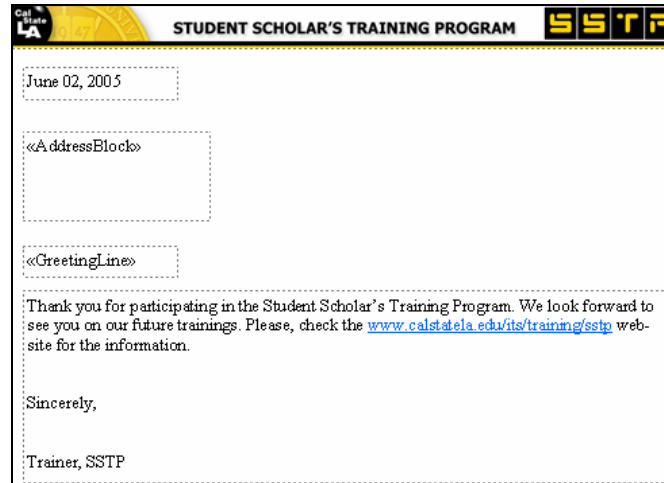 Cal
State
LA
1947
STUDENT SCHOLAR'S TRAINING PROGRAM
SSTP
June 02, 2005
«AddressBlock»
«GreetingLine»
Thank you for participating in the Student Scholar's Training Program. We look forward to
see you on our future trainings. Please, check the www.calstatela.edu/its/training/sstp web-
site for the information.
Sincerely,
Trainer, SSTP